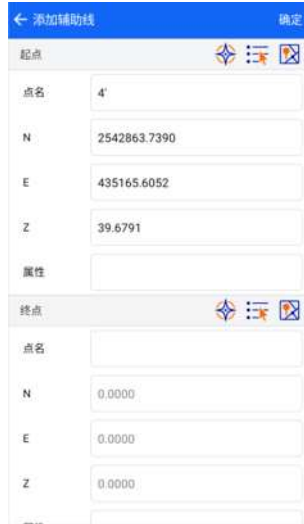 添加辅助线 确定
起点
点名 4'
N 2542863.7390
E 435165.6052
Z 39.6791
属性
终点
点名
N 0.0000
E 0.0000
Z 0.0000